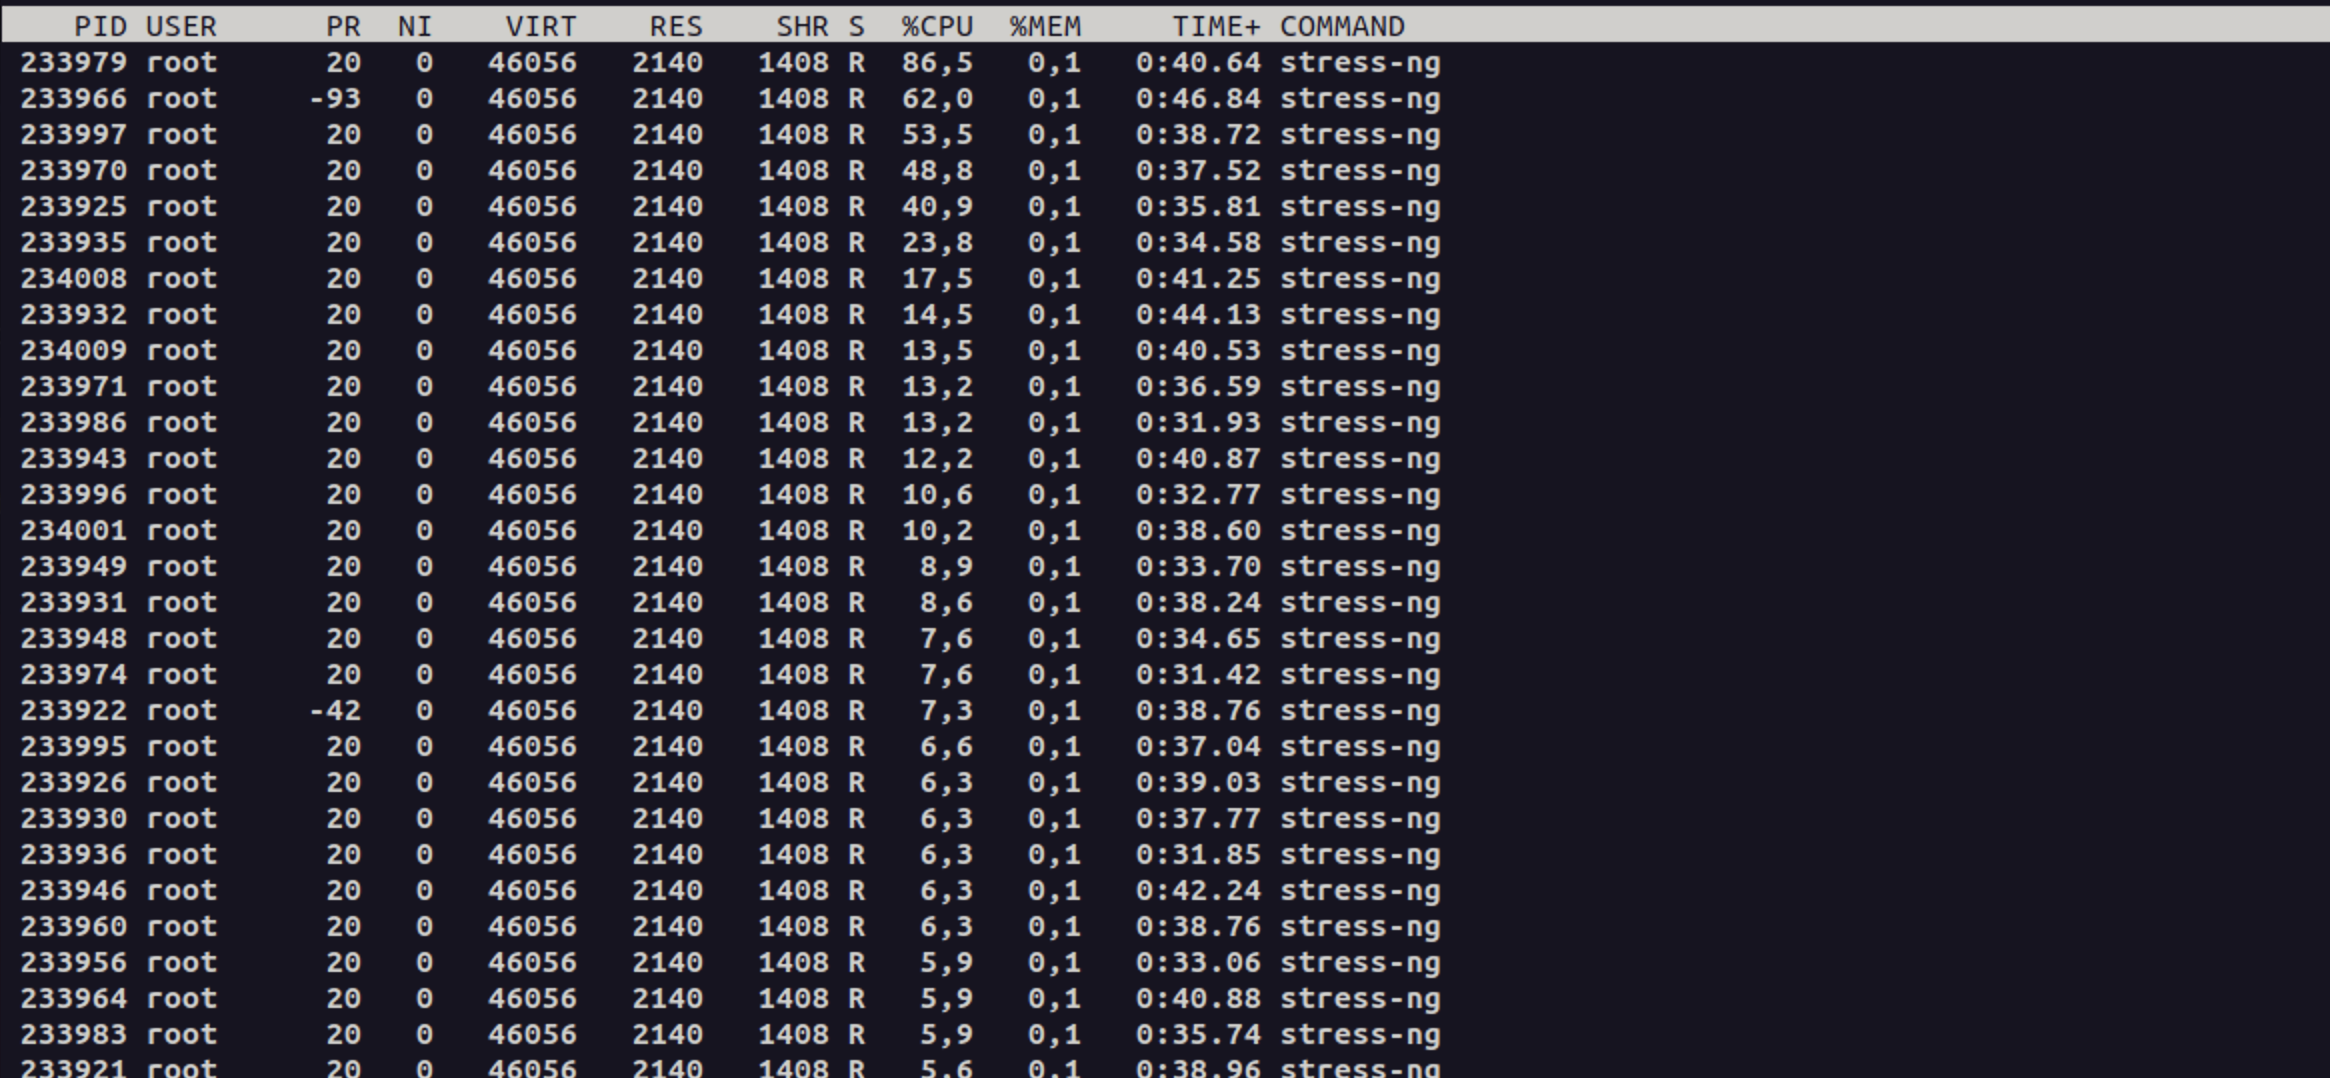 PID USER PR NI VIRT RES SHR S %CPU %MEM TIME+ COMMAND
233979 root 20 0 46056 2140 1408 R 86,5 0,1 0:40.64 stress-ng
233966 root -93 0 46056 2140 1408 R 62,0 0,1 0:46.84 stress-ng
233997 root 20 0 46056 2140 1408 R 53,5 0,1 0:38.72 stress-ng
233970 root 20 0 46056 2140 1408 R 48,8 0,1 0:37.52 stress-ng
233925 root 20 0 46056 2140 1408 R 40,9 0,1 0:35.81 stress-ng
233935 root 20 0 46056 2140 1408 R 23,8 0,1 0:34.58 stress-ng
234008 root 20 0 46056 2140 1408 R 17,5 0,1 0:41.25 stress-ng
233932 root 20 0 46056 2140 1408 R 14,5 0,1 0:44.13 stress-ng
234009 root 20 0 46056 2140 1408 R 13,5 0,1 0:40.53 stress-ng
233971 root 20 0 46056 2140 1408 R 13,2 0,1 0:36.59 stress-ng
233986 root 20 0 46056 2140 1408 R 13,2 0,1 0:31.93 stress-ng
233943 root 20 0 46056 2140 1408 R 12,2 0,1 0:40.87 stress-ng
233996 root 20 0 46056 2140 1408 R 10,6 0,1 0:32.77 stress-ng
234001 root 20 0 46056 2140 1408 R 10,2 0,1 0:38.60 stress-ng
233949 root 20 0 46056 2140 1408 R 8,9 0,1 0:33.70 stress-ng
233931 root 20 0 46056 2140 1408 R 8,6 0,1 0:38.24 stress-ng
233948 root 20 0 46056 2140 1408 R 7,6 0,1 0:34.65 stress-ng
233974 root 20 0 46056 2140 1408 R 7,6 0,1 0:31.42 stress-ng
233922 root -42 0 46056 2140 1408 R 7,3 0,1 0:38.76 stress-ng
233995 root 20 0 46056 2140 1408 R 6,6 0,1 0:37.04 stress-ng
233926 root 20 0 46056 2140 1408 R 6,3 0,1 0:39.03 stress-ng
233930 root 20 0 46056 2140 1408 R 6,3 0,1 0:37.77 stress-ng
233936 root 20 0 46056 2140 1408 R 6,3 0,1 0:31.85 stress-ng
233946 root 20 0 46056 2140 1408 R 6,3 0,1 0:42.24 stress-ng
233960 root 20 0 46056 2140 1408 R 6,3 0,1 0:38.76 stress-ng
233956 root 20 0 46056 2140 1408 R 5,9 0,1 0:33.06 stress-ng
233964 root 20 0 46056 2140 1408 R 5,9 0,1 0:40.88 stress-ng
233983 root 20 0 46056 2140 1408 R 5,9 0,1 0:35.74 stress-ng
233921 root 20 0 46056 2140 1408 R 5,6 0,1 0:38.96 stress-ng